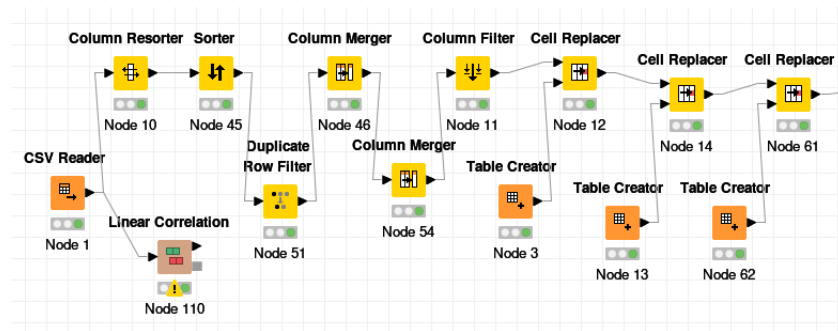 Column Resorter
Sorter
Column Merger
Column Filter
Cell Replacer
Cell Replacer
Cell Replacer
Node 10
Node 45
Node 46
Node 11
Node 12
Node 14
Node 61
CSV Reader
Duplicate
Row Filter
Column Merger
Table Creator
Table Creator
Table Creator
Node 1
Linear Correlation
Node 51
Node 54
Node 3
Node 13
Node 62
Node 110